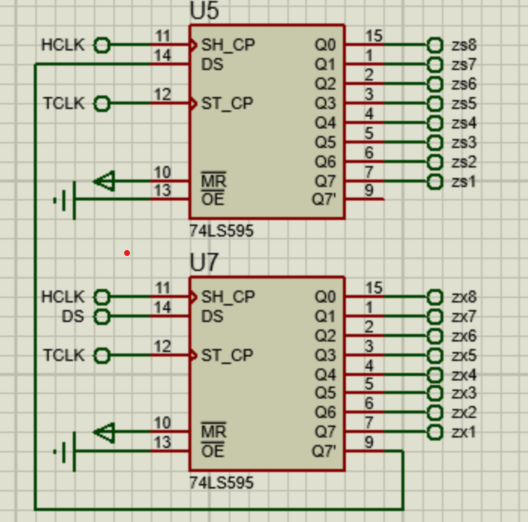 U5
HCLK 11 SH_CP Q0 15 zs8
14 DS Q1 1 zs7
Q2 2 zs6
TCLK 12 ST_CP Q3 3 zs5
Q4 4 zs4
Q5 5 zs3
Q6 6 zs2
10 MR Q7 7 zs1
13 OE Q7' 9
74LS595
U7
HCLK 11 SH_CP Q0 15 zx8
DS 14 DS Q1 1 zx7
Q2 2 zx6
TCLK 12 ST_CP Q3 3 zx5
Q4 4 zx4
Q5 5 zx3
Q6 6 zx2
10 MR Q7 7 zx1
13 OE Q7' 9
74LS595